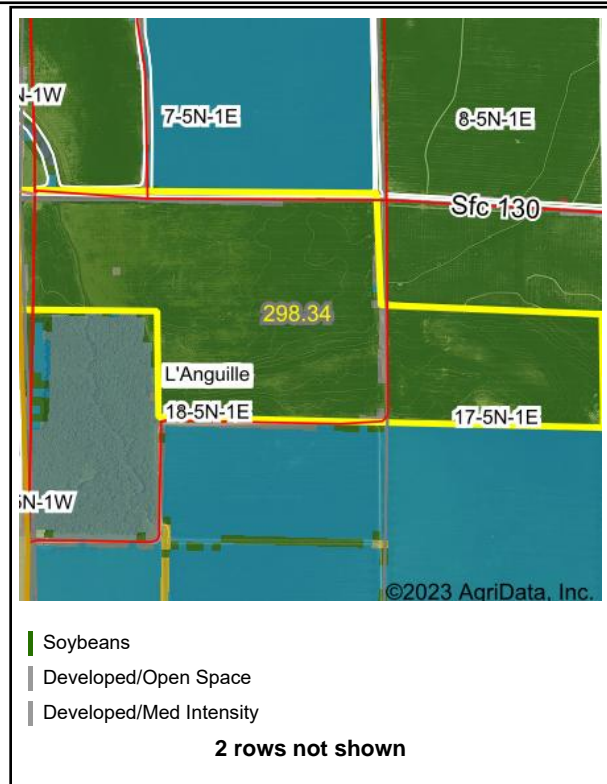 N-1W
7-5N-1E
8-5N-1E
Sfc 130
298.34
L'Anguille
18-5N-1E
17-5N-1E
5N-1W
©2023 AgriData, Inc.
Soybeans
Developed/Open Space
Developed/Med Intensity
2 rows not shown